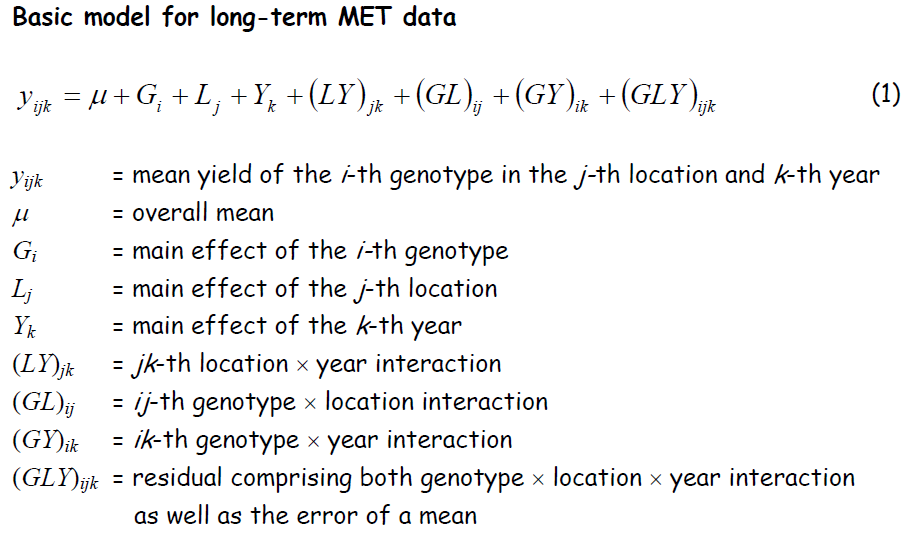 Basic model for long-term MET data
y_ijk = μ + G_i + L_j + Y_k + (LY)_jk + (GL)_ij + (GY)_ik + (GLY)_ijk (1)
y_ijk = mean yield of the i-th genotype in the j-th location and k-th year
μ = overall mean
G_i = main effect of the i-th genotype
L_j = main effect of the j-th location
Y_k = main effect of the k-th year
(LY)_jk = jk-th location × year interaction
(GL)_ij = ij-th genotype × location interaction
(GY)_ik = ik-th genotype × year interaction
(GLY)_ijk = residual comprising both genotype × location × year interaction
as well as the error of a mean